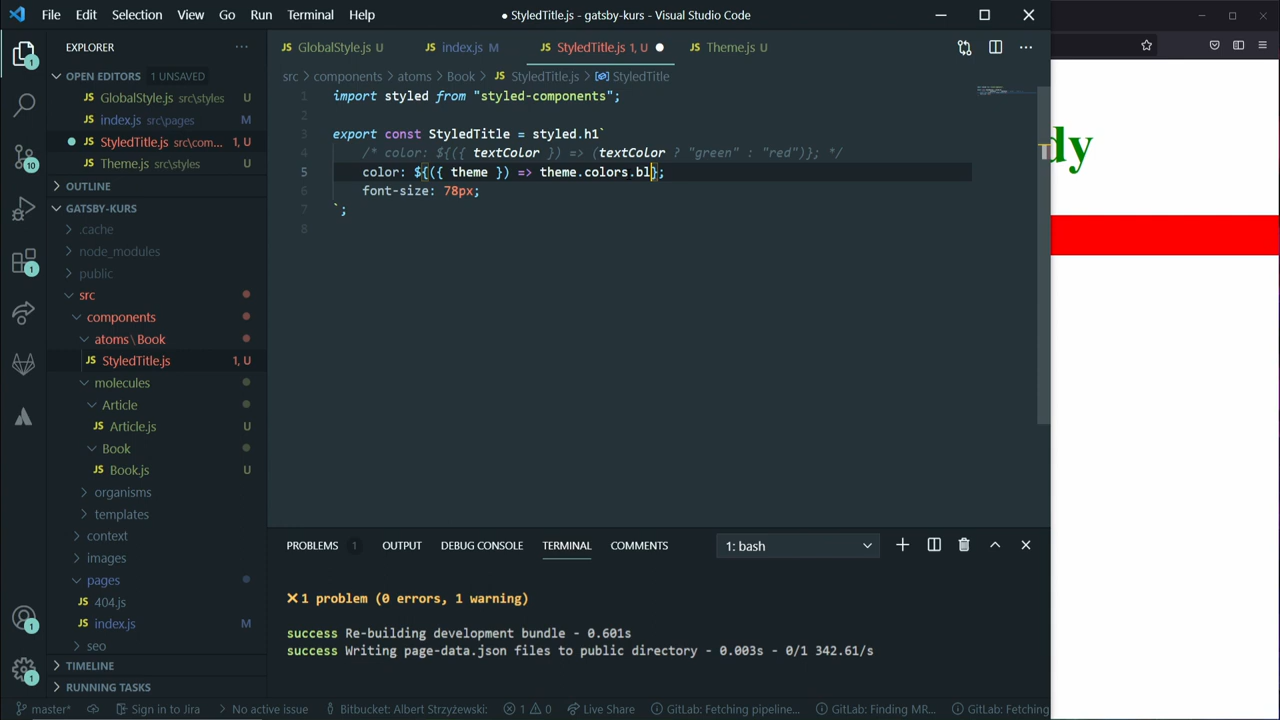 File Edit Selection View Go Run Terminal Help
● StyledTitle.js - gatsby-kurs - Visual Studio Code
EXPLORER
OPEN EDITORS 1 UNSAVED
JS GlobalStyle.js src\styles U
JS index.js src\pages M
JS StyledTitle.js src\com... 1, U
JS Theme.js src\styles U
OUTLINE
GATSBY-KURS
.cache
node_modules
public
src
components
atoms\Book
JS StyledTitle.js 1, U
molecules
Article
JS Article.js U
Book
JS Book.js U
organisms
templates
context
images
pages
JS 404.js
JS index.js M
seo
TIMELINE
RUNNING TASKS
JS GlobalStyle.js U JS index.js M JS StyledTitle.js 1, U JS Theme.js U
src > components > atoms > Book > JS StyledTitle.js > StyledTitle
1 import styled from "styled-components";
2
3 export const StyledTitle = styled.h1`
4 /* color: ${({ textColor }) => (textColor ? "green" : "red")}; */
5 color: ${({ theme }) => theme.colors.bl};
6 font-size: 78px;
7 `;
8
dy
PROBLEMS 1 OUTPUT DEBUG CONSOLE TERMINAL COMMENTS 1: bash
1 problem (0 errors, 1 warning)
success Re-building development bundle - 0.601s
success Writing page-data.json files to public directory - 0.003s - 0/1 342.61/s
1
10
1
1
1
master* Sign in to Jira No active issue Bitbucket: Albert Strzyżewski: 1 0 Live Share GitLab: Fetching pipeline... GitLab: Finding MR... GitLab: Fetching